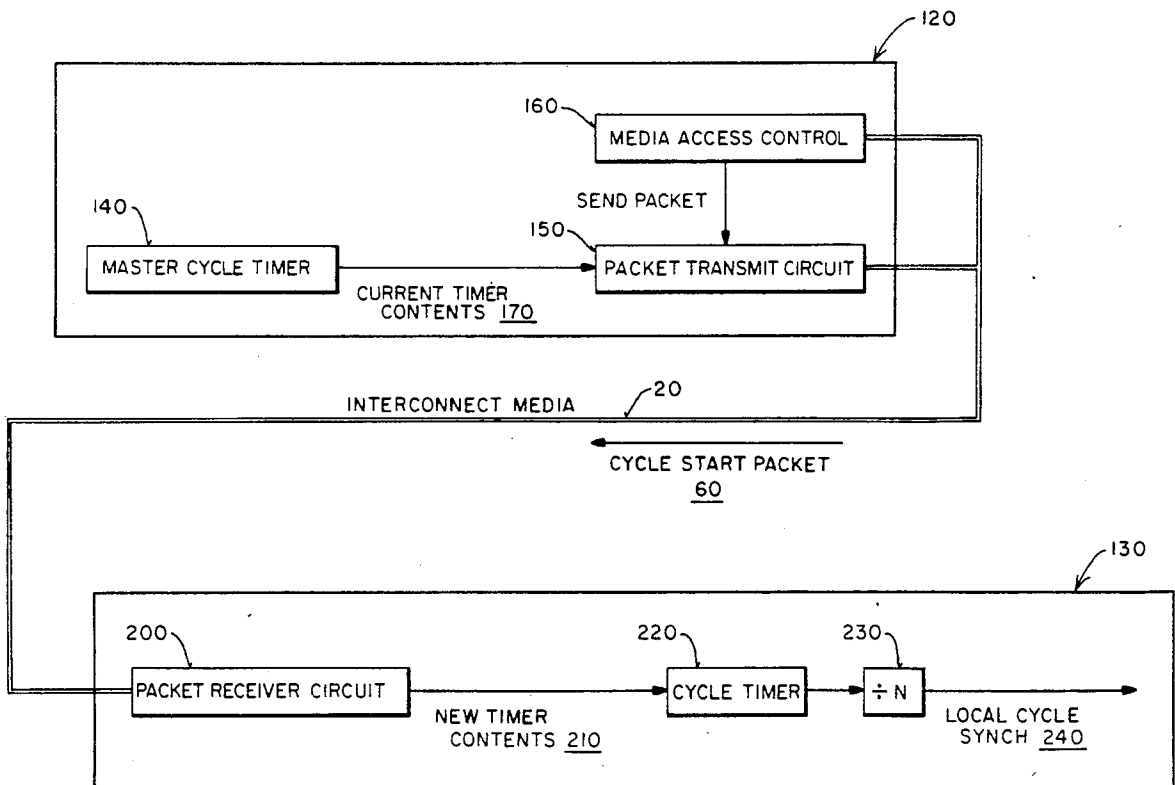 120
160
MEDIA ACCESS CONTROL
SEND PACKET
140
150
MASTER CYCLE TIMER
PACKET TRANSMIT CIRCUIT
CURRENT TIMER
CONTENTS 170
20
INTERCONNECT MEDIA
CYCLE START PACKET
60
130
200
220
230
PACKET RECEIVER CIRCUIT
CYCLE TIMER
÷ N
NEW TIMER
CONTENTS 210
LOCAL CYCLE
SYNCH 240